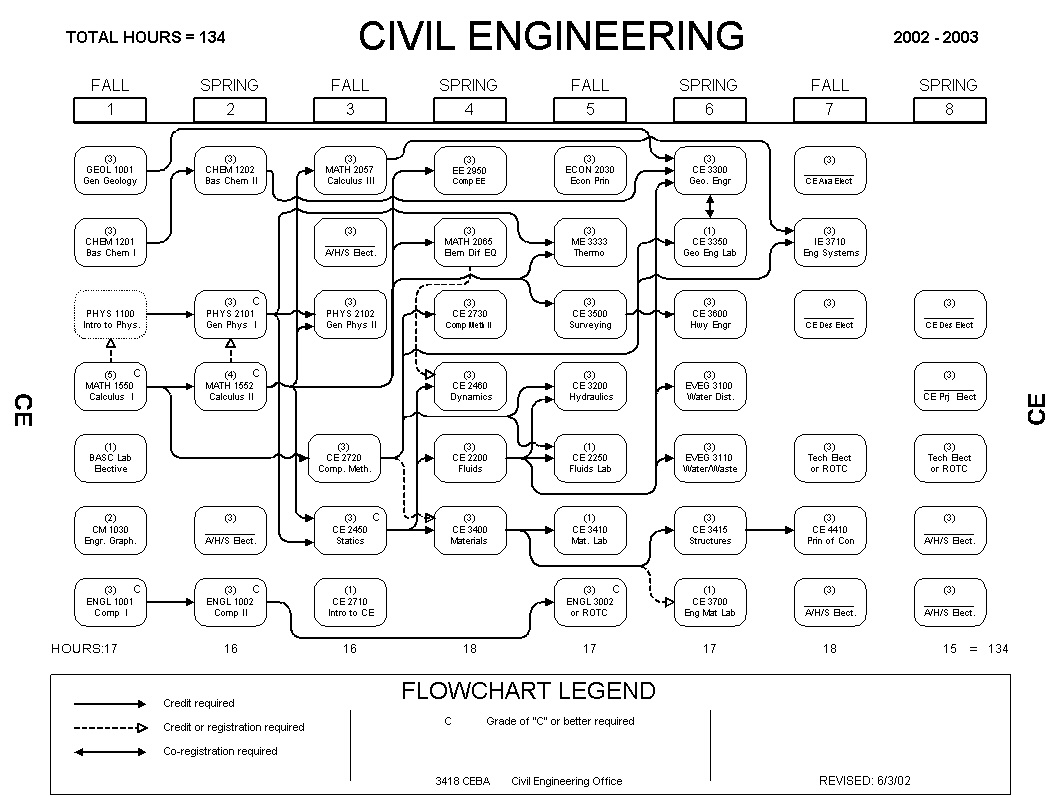 TOTAL HOURS = 134
CIVIL ENGINEERING
2002 - 2003
FALL
SPRING
FALL
SPRING
FALL
SPRING
FALL
SPRING
1
2
3
4
5
6
7
8
(3)
GEOL 1001
Gen Geology
(3)
CHEM 1202
Bas Chem II
(3)
MATH 2057
Calculus III
(3)
EE 2950
Comp EE
ECON 2030
Econ Prin
(3)
CE 3300
Geo. Engr
(3)
CE Ana Elect
(3)
CHEM 1201
Bas Chem I
(3)
A/H/S Elect.
(3)
MATH 2065
Elem Dif EQ
(3)
ME 3333
Thermo
(1)
CE 3350
Geo Eng Lab
(3)
IE 3710
Eng Systems
PHYS 1100
Intro to Phys.
(3) C
PHYS 2101
Gen Phys I
(3)
PHYS 2102
Gen Phys II
(3)
CE 2730
Comp Meth II
(3)
CE 3500
Surveying
(3)
CE 3600
Hwy Engr
(3)
CE Des Elect
(3)
CE Des Elect
(5) C
MATH 1550
Calculus I
(4) C
MATH 1552
Calculus II
(3)
CE 2460
Dynamics
(3)
CE 3200
Hydraulics
(3)
EVEG 3100
Water Dist.
(3)
CE Prj Elect
CE
CE
(1)
BASC Lab
Elective
(3)
CE 2720
Comp. Meth.
(3)
CE 2200
Fluids
(1)
CE 2250
Fluids Lab
(3)
EVEG 3110
Water/Waste
(3)
Tech Elect
or ROTC
(3)
Tech Elect
or ROTC
(2)
CM 1030
Engr. Graph.
(3)
A/H/S Elect.
(3) C
CE 2450
Statics
(3)
CE 3400
Materials
(1)
CE 3410
Mat. Lab
(3)
CE 3415
Structures
(3)
CE 4410
Prin of Con
(3)
A/H/S Elect.
(3) C
ENGL 1001
Comp I
(3) C
ENGL 1002
Comp II
(1)
CE 2710
Intro to CE
(3) C
ENGL 3002
or ROTC
(1)
CE 3700
Eng Mat Lab
(3)
A/H/S Elect.
(3)
A/H/S Elect.
HOURS:17 16 16 18 17 17 18 15 = 134
FLOWCHART LEGEND
Credit required
Credit or registration required
Co-registration required
C Grade of "C" or better required
3418 CEBA Civil Engineering Office
REVISED: 6/3/02